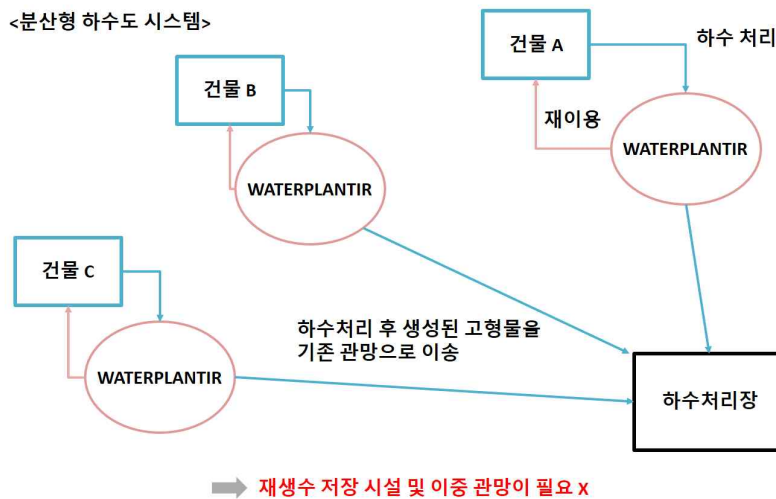 <분산형 하수도 시스템>
건물 A
하수 처리
건물 B
재이용
WATERPLANTIR
WATERPLANTIR
건물 C
하수처리 후 생성된 고형물을
기존 관망으로 이송
WATERPLANTIR
하수처리장
재생수 저장 시설 및 이중 관망이 필요 X